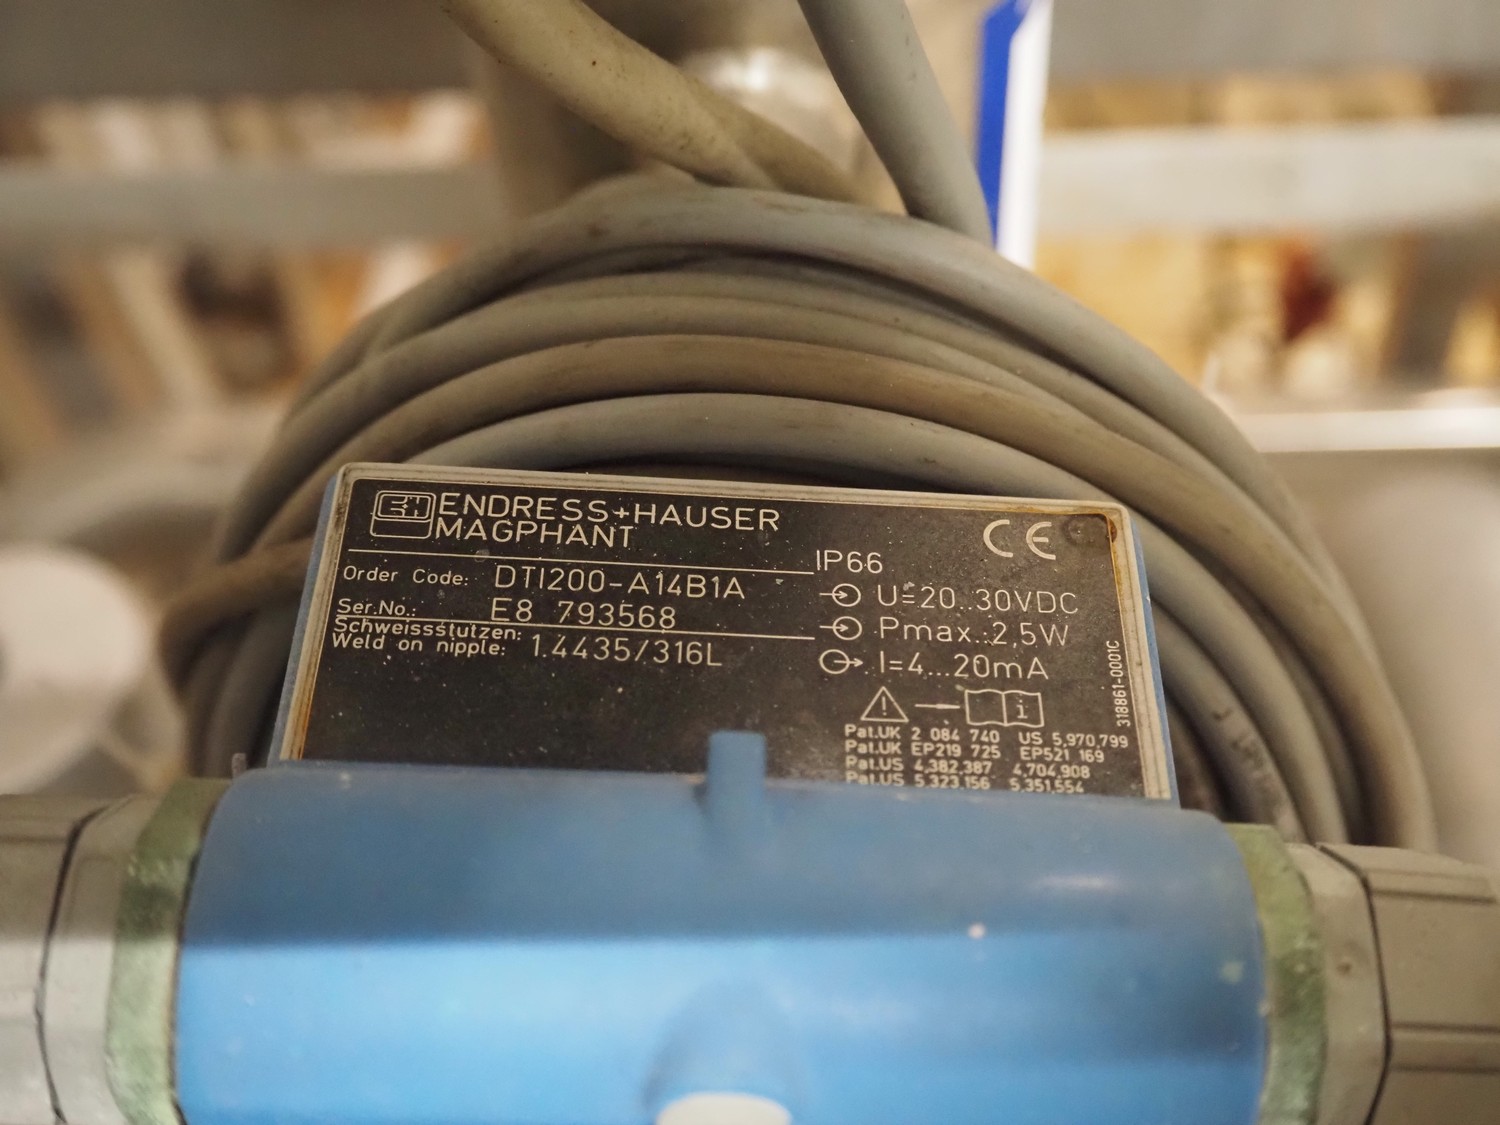 ENDRESS+HAUSER
MAGPHANT
CE
IP66
Order Code: DTI200-A14B1A
Ser.No.: E8 793568
Schweissstutzen:
Weld on nipple: 1.4435/316L
U=20..30VDC
Pmax.:2,5W
I=4...20mA
i
Pat.UK 2 084 740 US 5,970,799
Pat.UK EP219 725 EP521 169
Pat.US 4,382,387 4,704,908
Pat.US 5,323,156 5,351,554
318861-0001C